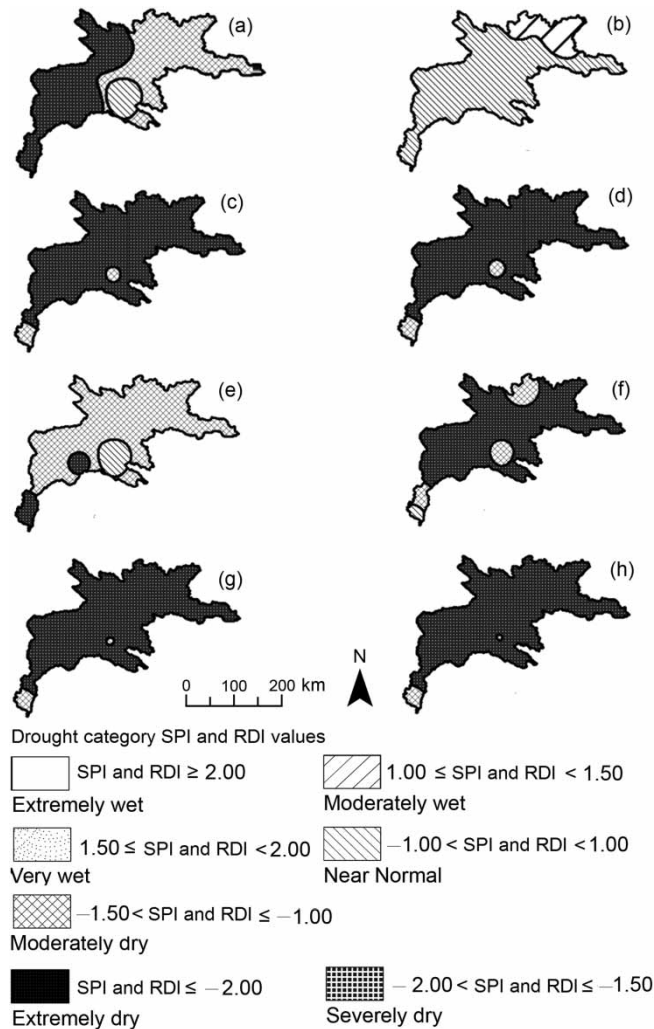 (a)
(b)
(c)
(d)
(e)
(f)
(g)
(h)
N
0 100 200 km
Drought category SPI and RDI values
SPI and RDI ≥ 2.00
Extremely wet
1.00 ≤ SPI and RDI < 1.50
Moderately wet
1.50 ≤ SPI and RDI < 2.00
Very wet
−1.00 < SPI and RDI < 1.00
Near Normal
−1.50 < SPI and RDI ≤ −1.00
Moderately dry
SPI and RDI ≤ −2.00
Extremely dry
− 2.00 < SPI and RDI ≤ −1.50
Severely dry